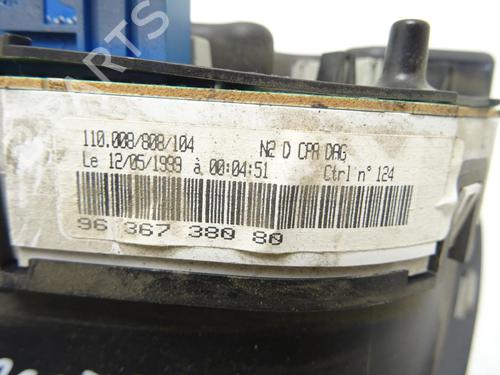 110.008/808/104 N2 D CPA DAG
Le 12/05/1999 à 00:04:51 Ctrl n° 124
96 367 380 80
PARTS